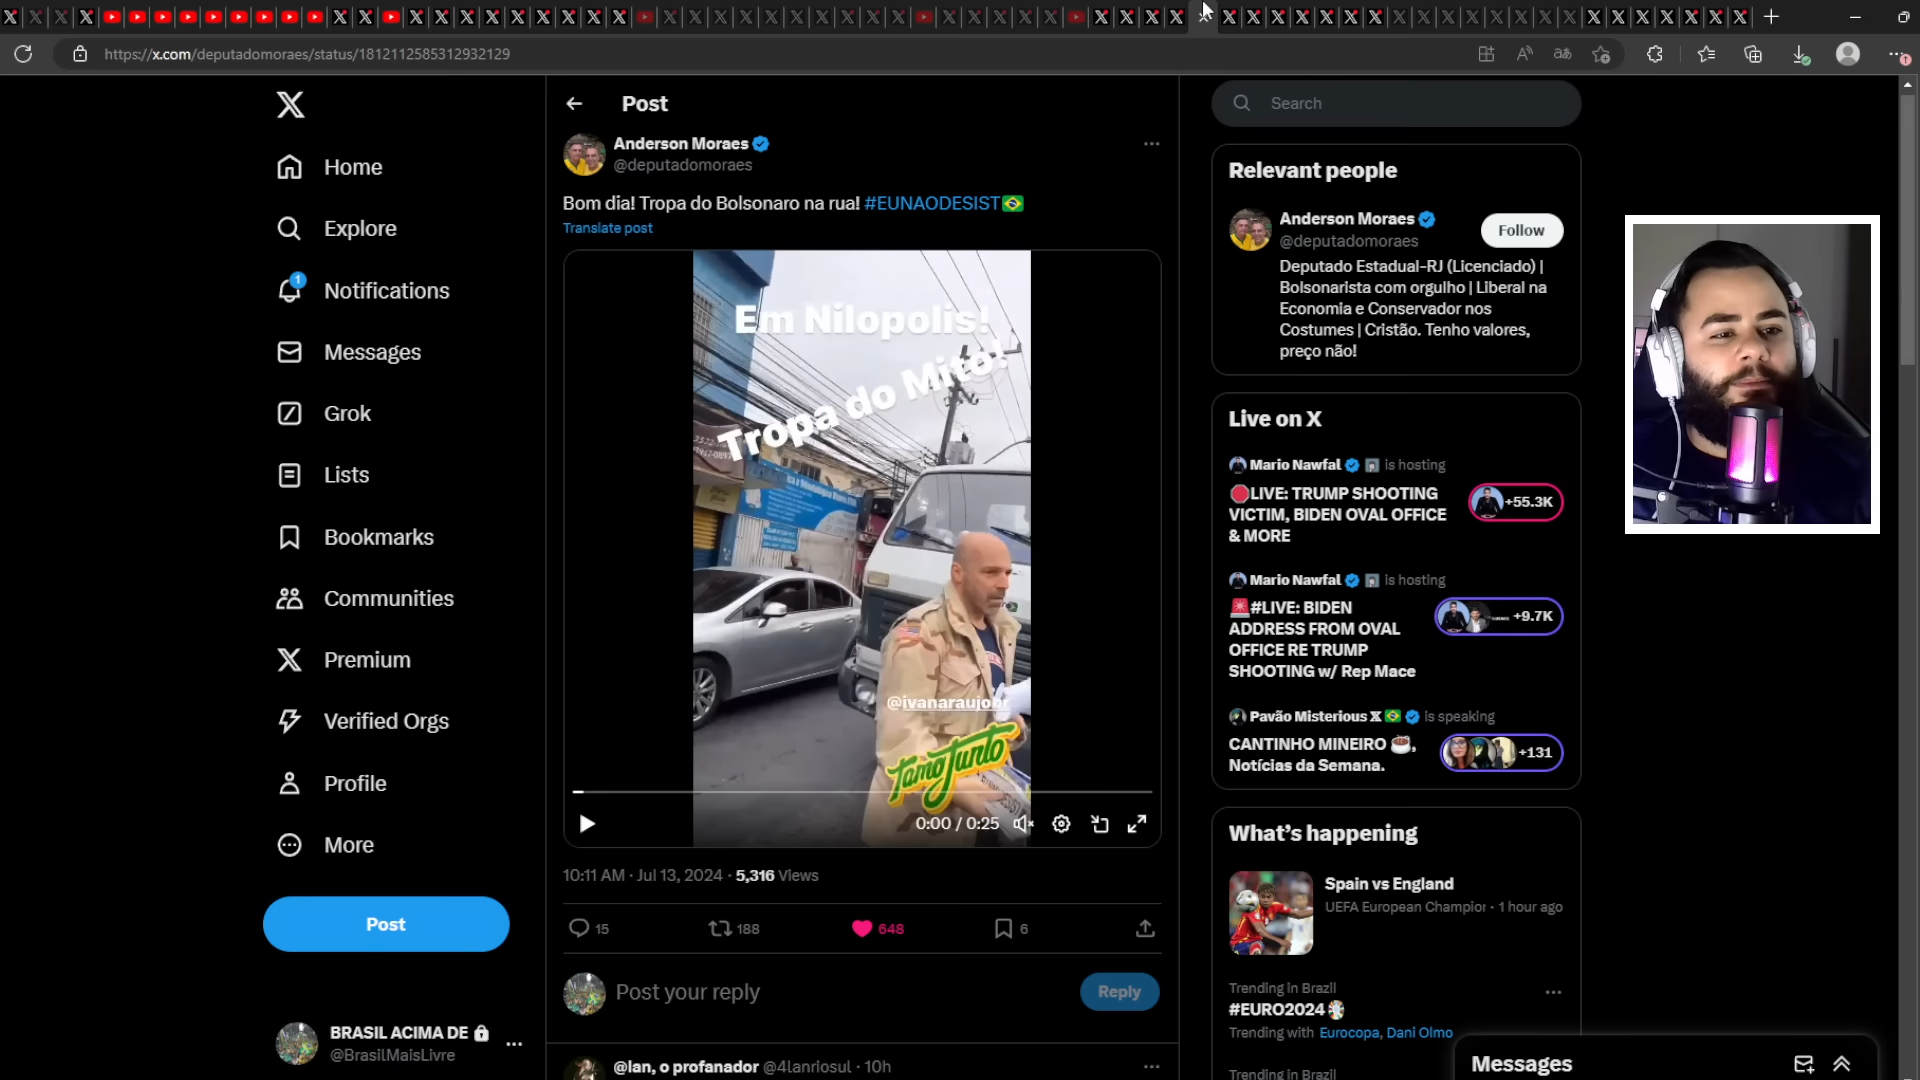 https://x.com/deputadomoraes/status/1812112585312932129
Home
Explore
1
Notifications
Messages
Grok
Lists
Bookmarks
Communities
Premium
Verified Orgs
Profile
More
Post
BRASIL ACIMA DE
@BrasilMaisLivre
Post
Anderson Moraes
@deputadomoraes
Bom dia! Tropa do Bolsonaro na rua! #EUNAODESIST
Translate post
Em Nilopolis!
Tropa do Mito!
@ivanaraujobr
Tamo Junto
0:00 / 0:25
10:11 AM · Jul 13, 2024 · 5,316 Views
15
188
648
6
Post your reply
Reply
@Ian, o profanador @4lanriosul · 10h
Search
Relevant people
Anderson Moraes
@deputadomoraes
Follow
Deputado Estadual-RJ (Licenciado) |
Bolsonarista com orgulho | Liberal na
Economia e Conservador nos
Costumes | Cristão. Tenho valores,
preço não!
Live on X
Mario Nawfal is hosting
LIVE: TRUMP SHOOTING
VICTIM, BIDEN OVAL OFFICE
& MORE
+55.3K
Mario Nawfal is hosting
#LIVE: BIDEN
ADDRESS FROM OVAL
OFFICE RE TRUMP
SHOOTING w/ Rep Mace
+9.7K
Pavão Misterious X is speaking
CANTINHO MINEIRO ,
Notícias da Semana.
+131
What's happening
Spain vs England
UEFA European Champior · 1 hour ago
Trending in Brazil
#EURO2024
Trending with Eurocopa, Dani Olmo
Trending in Brazil
Messages